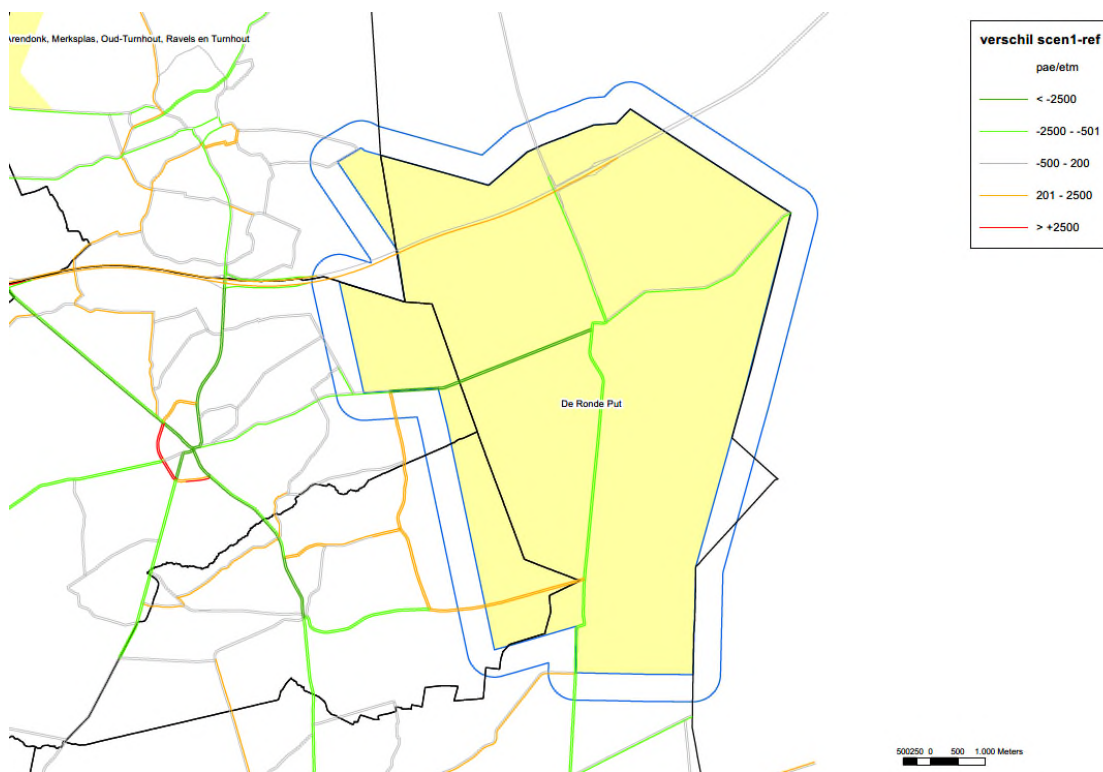 Arendonk, Merksplas, Oud-Turnhout, Ravels en Turnhout
verschil scen1-ref
pae/etm
< -2500
-2500 - -501
-500 - 200
201 - 2500
> +2500
De Ronde Put
500250 0 500 1.000 Meters